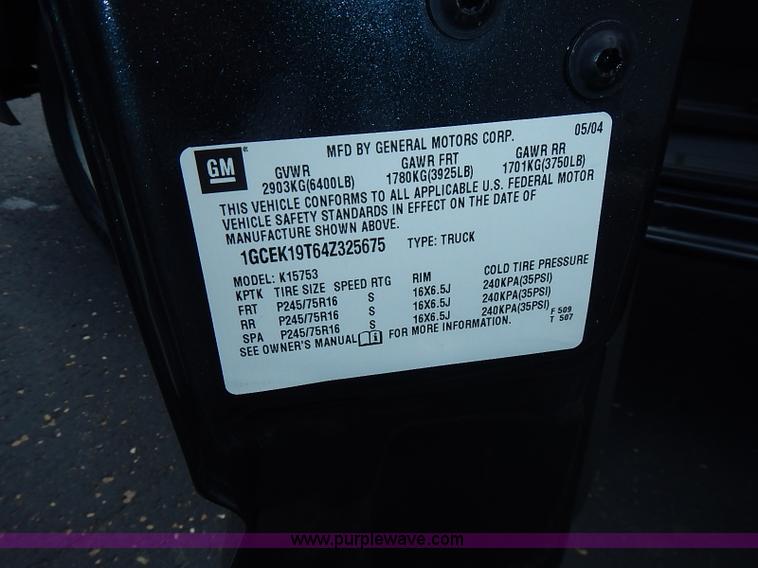 GM
MFD BY GENERAL MOTORS CORP. 05/04
GVWR GAWR FRT GAWR RR
2903KG(6400LB) 1780KG(3925LB) 1701KG(3750LB)
THIS VEHICLE CONFORMS TO ALL APPLICABLE U.S. FEDERAL MOTOR
VEHICLE SAFETY STANDARDS IN EFFECT ON THE DATE OF
MANUFACTURE SHOWN ABOVE.
1GCEK19T64Z325675 TYPE: TRUCK
MODEL: K15753
KPTK TIRE SIZE SPEED RTG RIM COLD TIRE PRESSURE
FRT P245/75R16 S 16X6.5J 240KPA(35PSI)
RR P245/75R16 S 16X6.5J 240KPA(35PSI)
SPA P245/75R16 S 16X6.5J 240KPA(35PSI)
SEE OWNER'S MANUAL i FOR MORE INFORMATION.
F 509
T 507
www.purplewave.com